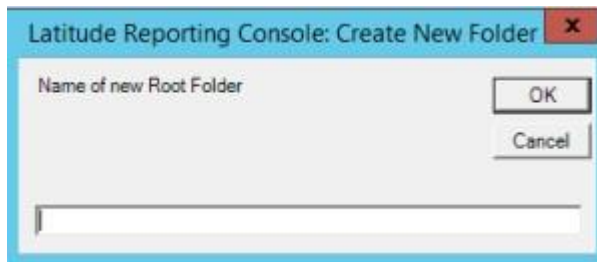 Latitude Reporting Console: Create New Folder
x
Name of new Root Folder
OK
Cancel